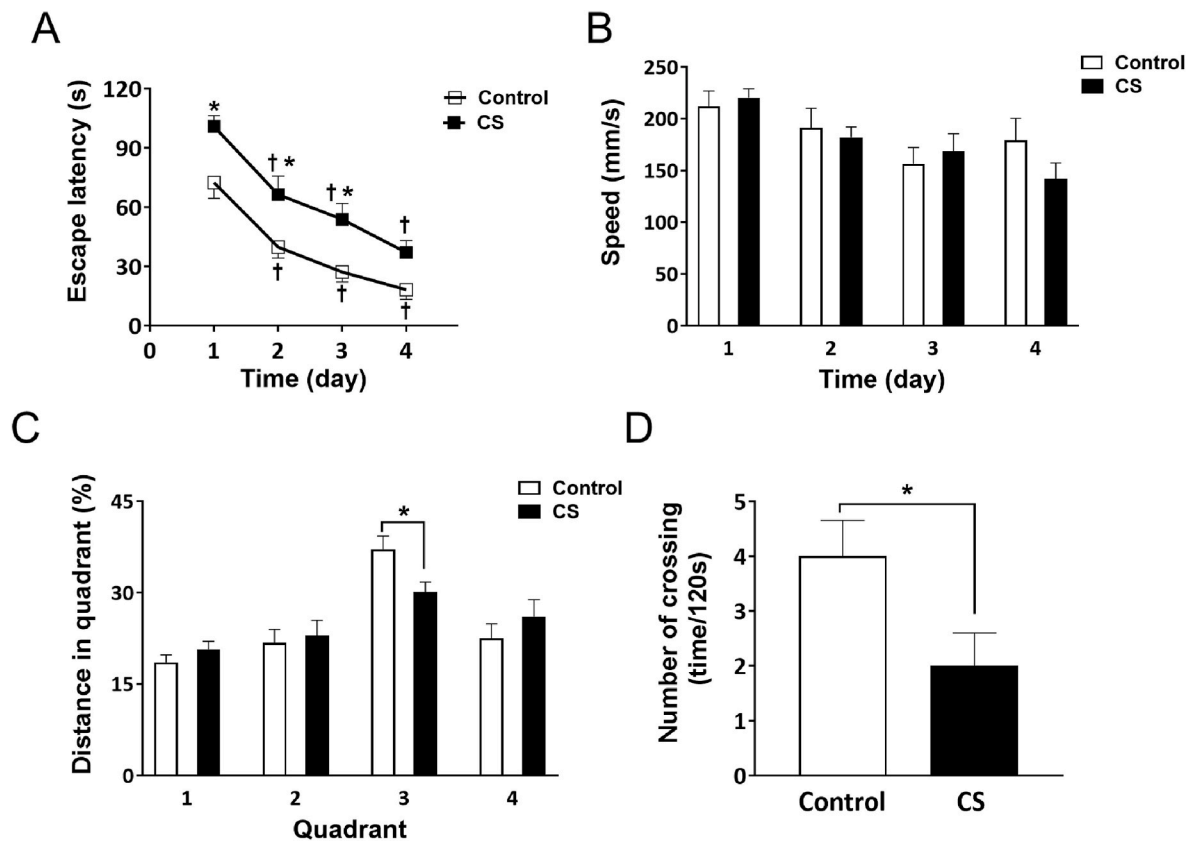 A
Escape latency (s)
120
90
60
30
0
*
† *
† *
†
†
†
†
Control
CS
0 1 2 3 4
Time (day)
B
Speed (mm/s)
250
200
150
100
50
0
Control
CS
1 2 3 4
Time (day)
C
Distance in quadrant (%)
45
30
15
0
*
Control
CS
1 2 3 4
Quadrant
D
Number of crossing
(time/120s)
5
4
3
2
1
0
*
Control CS